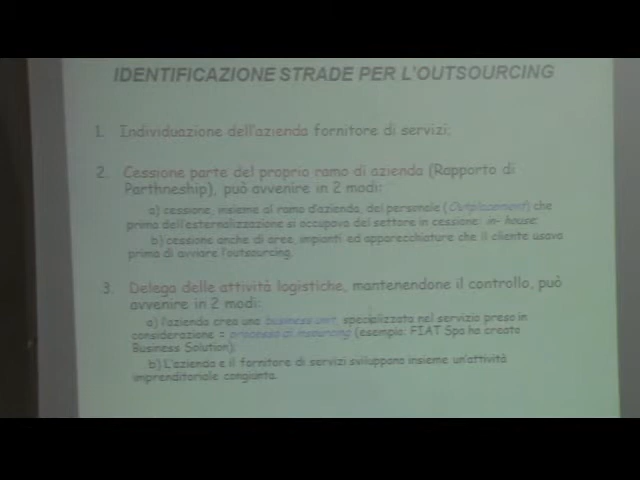 IDENTIFICAZIONE STRADE PER L'OUTSOURCING
1. Individuazione dell'azienda fornitore di servizi;
2. Cessione parte del proprio ramo di azienda (Rapporto di
Parthneship), può avvenire in 2 modi:
a) cessione, insieme al ramo d'azienda, del personale (Outplacement) che
prima dell'esternalizzazione si occupava del settore in cessione: in- house;
b) cessione anche di aree, impianti ed apparecchiature che il cliente usava
prima di avviare l'outsourcing.
3. Delega delle attività logistiche, mantenendone il controllo, può
avvenire in 2 modi:
a) l'azienda crea una business unit, specializzata nel servizio preso in
considerazione = processo di insourcing (esempio: FIAT Spa ha creato
Business Solution);
b) L'azienda e il fornitore di servizi sviluppano insieme un'attività
imprenditoriale congiunta.